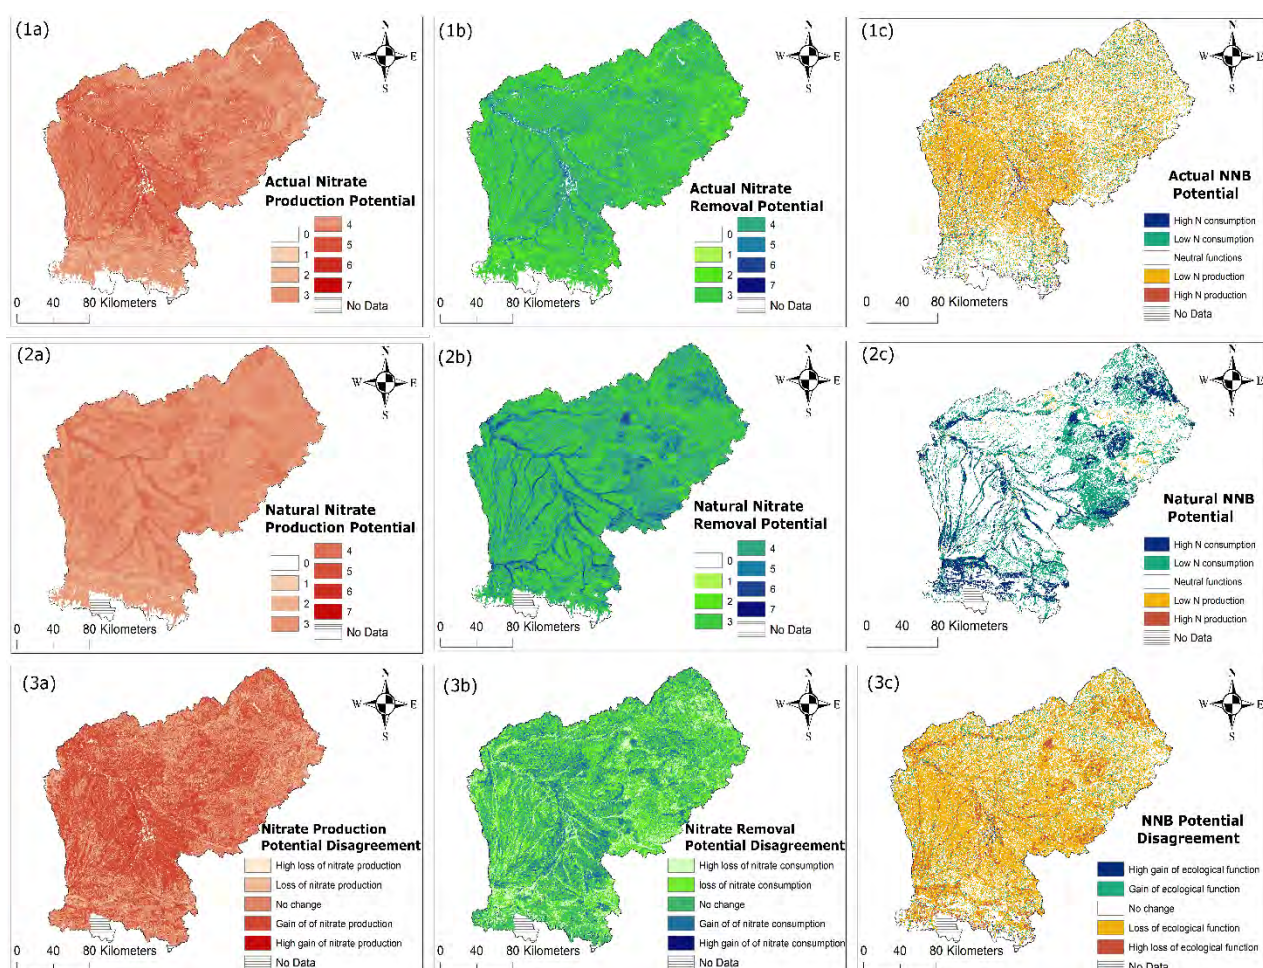 (1a)
N
W E
S
Actual Nitrate
Production Potential
0
1
2
3
4
5
6
7
No Data
0 40 80 Kilometers
(1b)
N
W E
S
Actual Nitrate
Removal Potential
0
1
2
3
4
5
6
7
No Data
0 40 80 Kilometers
(1c)
N
W E
S
Actual NNB
Potential
High N consumption
Low N consumption
Neutral functions
Low N production
High N production
No Data
0 40 80 Kilometers
(2a)
N
W E
S
Natural Nitrate
Production Potential
0
1
2
3
4
5
6
7
No Data
0 40 80 Kilometers
(2b)
N
W E
S
Natural Nitrate
Removal Potential
0
1
2
3
4
5
6
7
No Data
0 40 80 Kilometers
(2c)
N
W E
S
Natural NNB
Potential
High N consumption
Low N consumption
Neutral functions
Low N production
High N production
No Data
0 40 80 Kilometers
(3a)
N
W E
S
Nitrate Production
Potential Disagreement
High loss of nitrate production
Loss of nitrate production
No change
Gain of of nitrate production
High gain of nitrate production
No Data
0 40 80 Kilometers
(3b)
N
W E
S
Nitrate Removal
Potential Disagreement
High loss of nitrate consumption
loss of nitrate consumption
No change
Gain of of nitrate consumption
High gain of of nitrate consumption
No Data
0 40 80 Kilometers
(3c)
N
W E
S
NNB Potential
Disagreement
High gain of ecological function
Gain of ecological function
No change
Loss of ecological function
High loss of ecological function
No Data
0 40 80 Kilometers